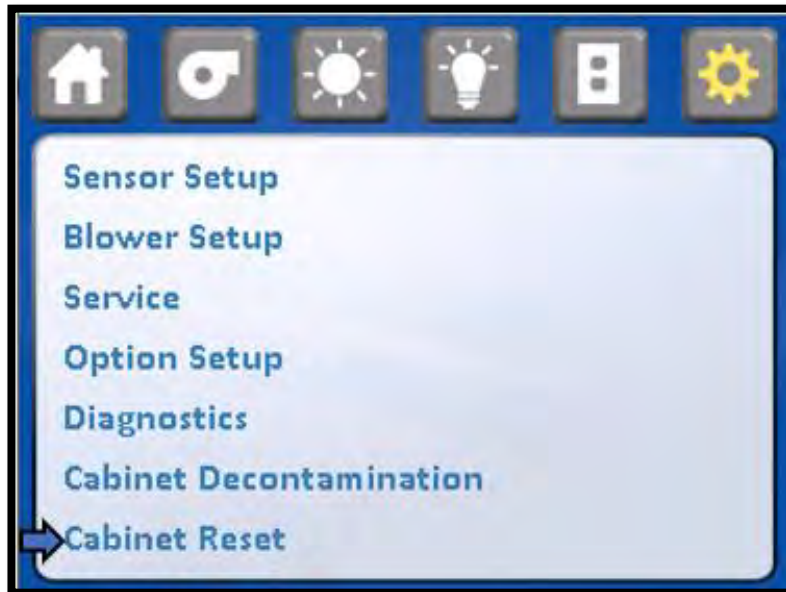 Sensor Setup
Blower Setup
Service
Option Setup
Diagnostics
Cabinet Decontamination
Cabinet Reset